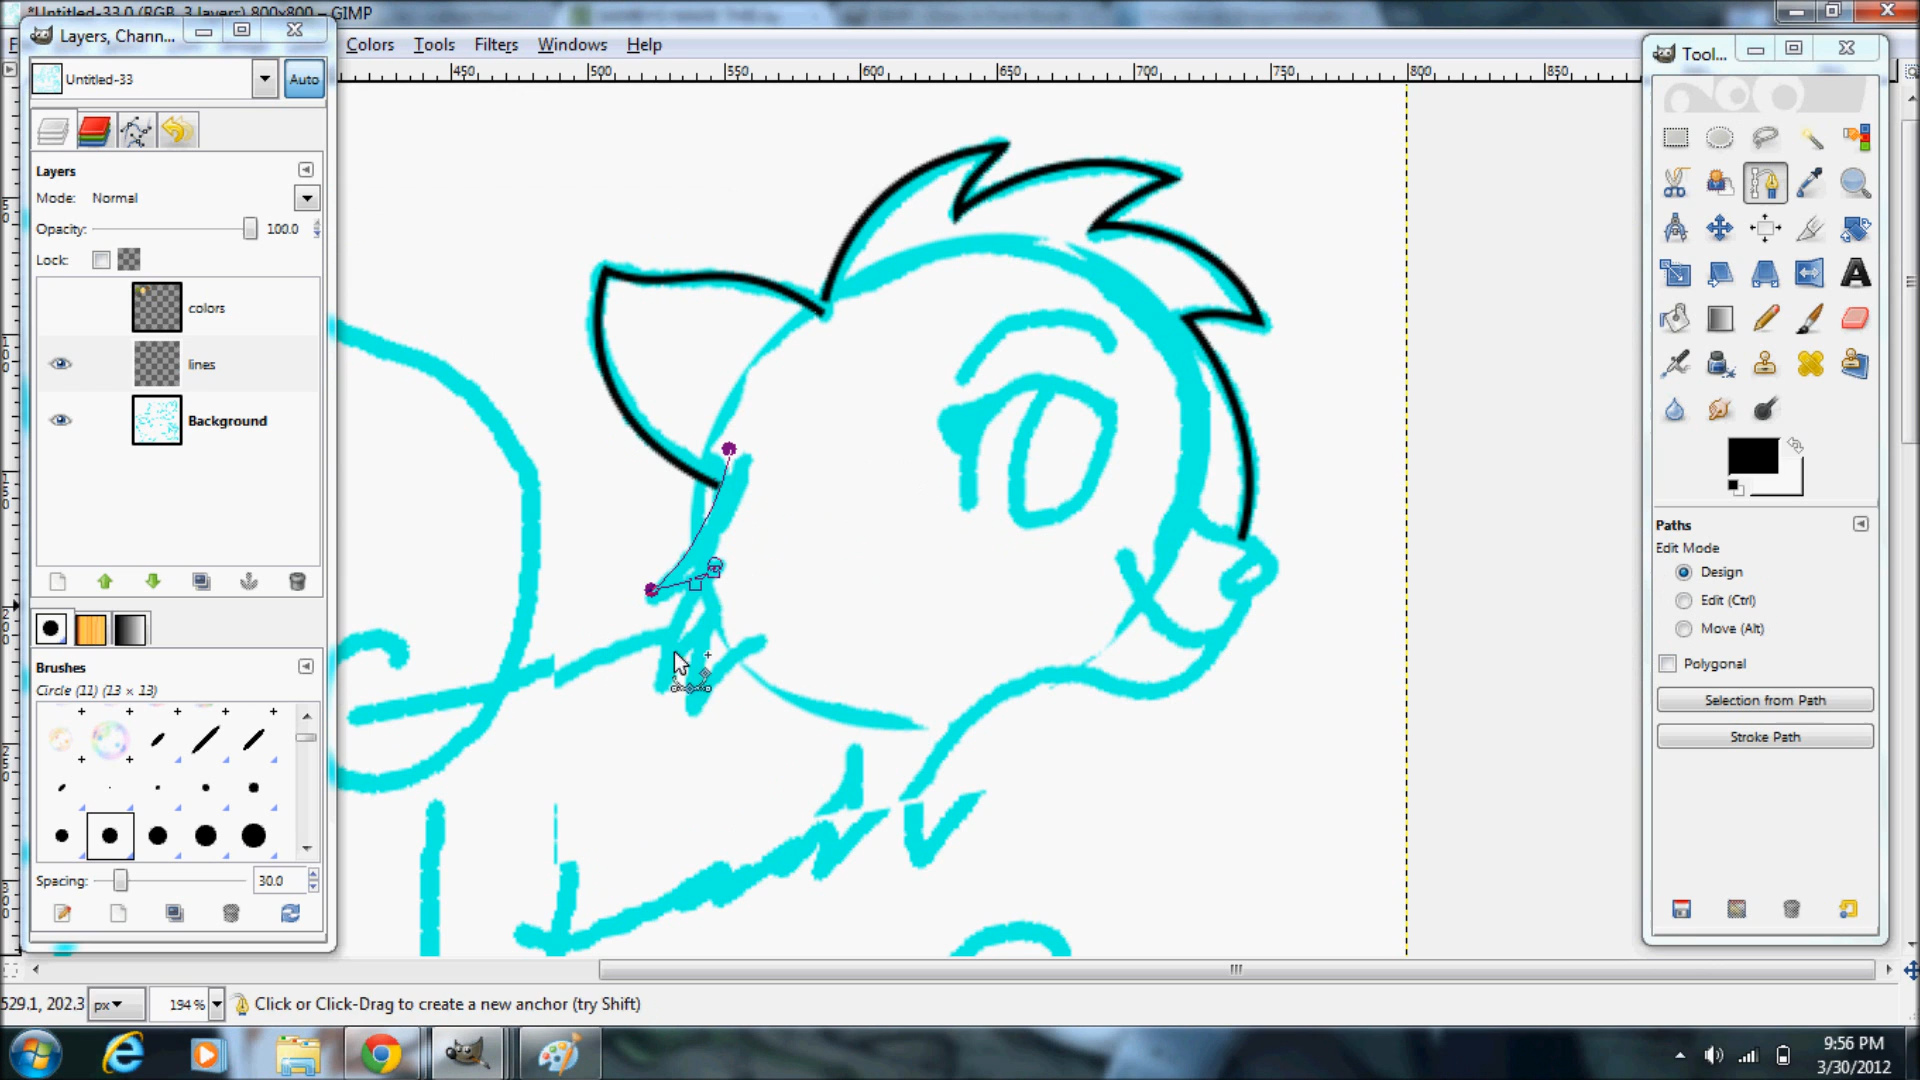 *Untitled-33.0 (RGB, 3 layers) 800x800 – GIMP
Layers, Chann...
Colors Tools Filters Windows Help
Tool...
450 500 550 600 650 700 750 800 850
Untitled-33
Auto
Layers
Mode: Normal
Opacity: 100.0
Lock:
colors
lines
Background
Brushes
Circle (11) (13 × 13)
Spacing: 30.0
Paths
Edit Mode
Design
Edit (Ctrl)
Move (Alt)
Polygonal
Selection from Path
Stroke Path
529.1, 202.3 px 194 % Click or Click-Drag to create a new anchor (try Shift)
9:56 PM
3/30/2012